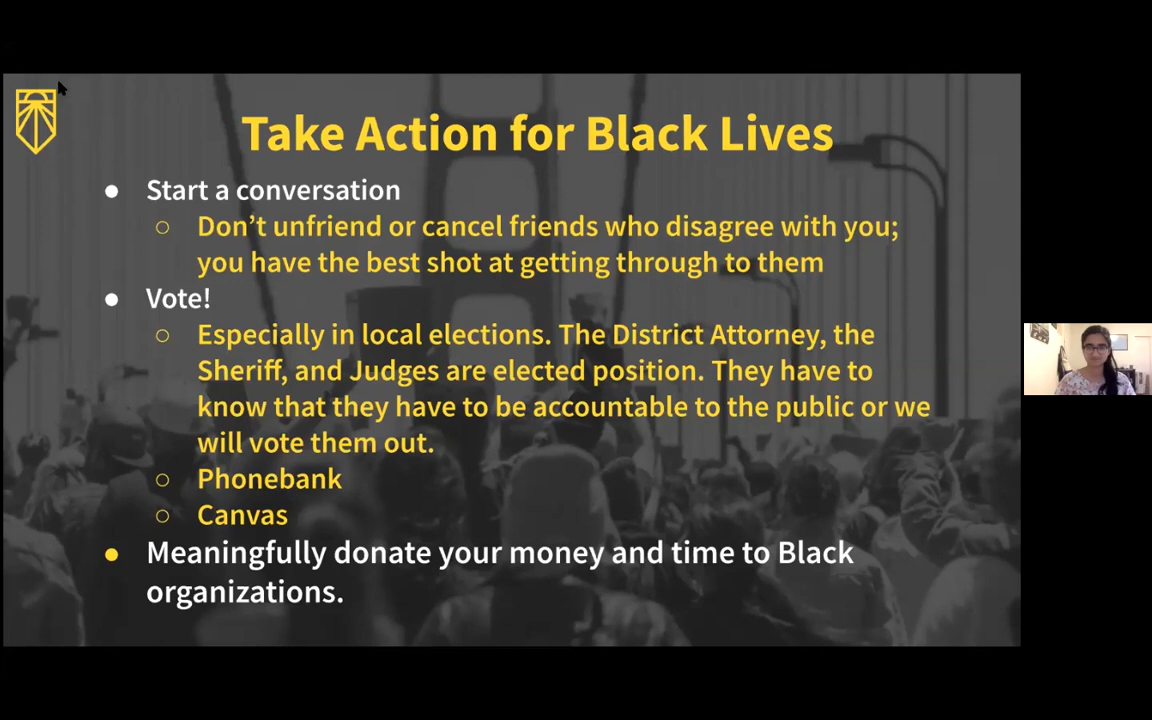 Take Action for Black Lives
● Start a conversation
○ Don’t unfriend or cancel friends who disagree with you;
you have the best shot at getting through to them
● Vote!
○ Especially in local elections. The District Attorney, the
Sheriff, and Judges are elected position. They have to
know that they have to be accountable to the public or we
will vote them out.
○ Phonebank
○ Canvas
● Meaningfully donate your money and time to Black
organizations.